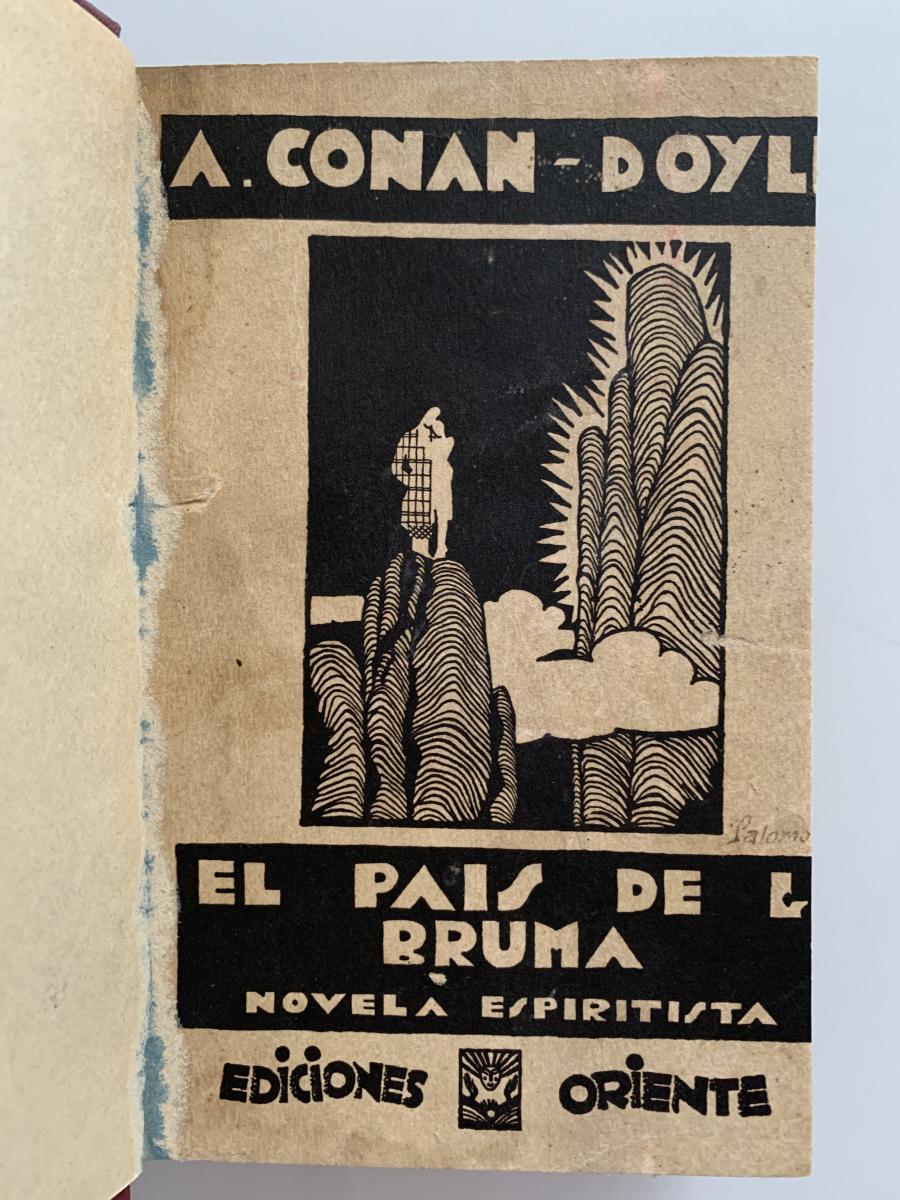 A. CONAN-DOYL
Palomo
EL PAIS DE L
BRUMA
NOVELA ESPIRITISTA
EDICIONES ORIENTE